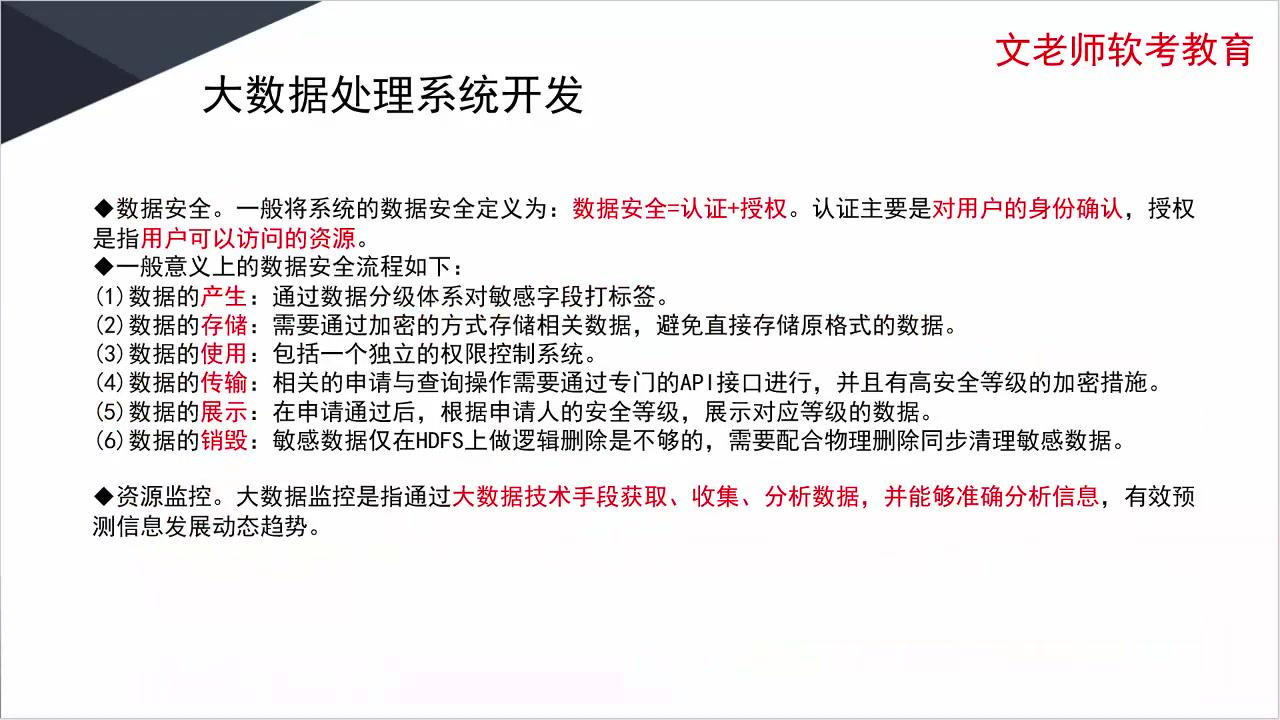 文老师软考教育
大数据处理系统开发
◆数据安全。一般将系统的数据安全定义为：数据安全=认证+授权。认证主要是对用户的身份确认，授权
是指用户可以访问的资源。
◆一般意义上的数据安全流程如下：
(1)数据的产生：通过数据分级体系对敏感字段打标签。
(2)数据的存储：需要通过加密的方式存储相关数据，避免直接存储原格式的数据。
(3)数据的使用：包括一个独立的权限控制系统。
(4)数据的传输：相关的申请与查询操作需要通过专门的API接口进行，并且有高安全等级的加密措施。
(5)数据的展示：在申请通过后，根据申请人的安全等级，展示对应等级的数据。
(6)数据的销毁：敏感数据仅在HDFS上做逻辑删除是不够的，需要配合物理删除同步清理敏感数据。
◆资源监控。大数据监控是指通过大数据技术手段获取、收集、分析数据，并能够准确分析信息，有效预
测信息发展动态趋势。